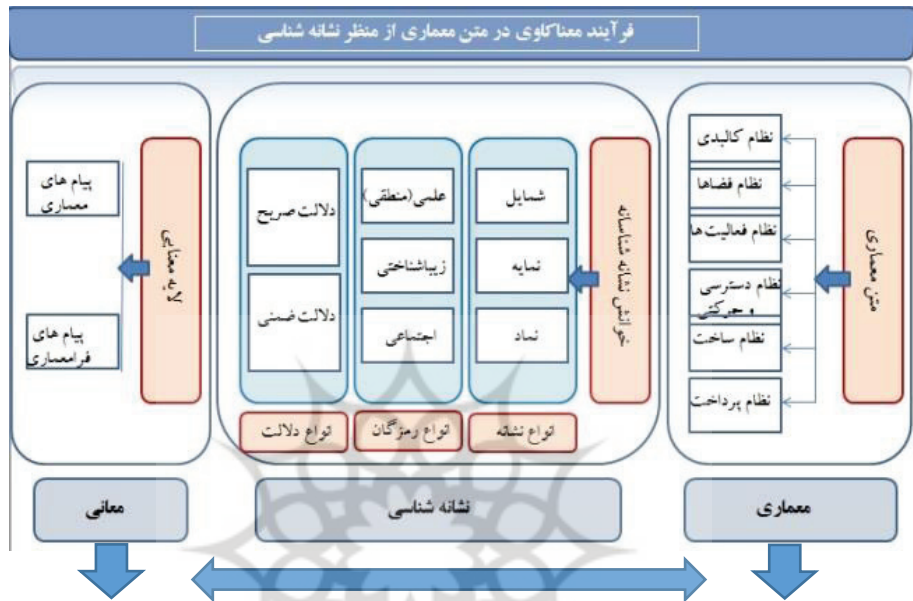 فرآیند معناکاوی در متن معماری از منظر نشانه شناسی
متن معماری
نظام کالبدی
نظام فضاها
نظام فعالیت ها
نظام دسترسی
و حرکتی
نظام ساخت
نظام پرداخت
معماری
خوانش نشانه شناسانه
شمایل
نمایه
نماد
انواع نشانه
علمی(منطقی)
زیباشناختی
اجتماعی
انواع رمزگان
دلالت صریح
دلالت ضمنی
انواع دلالت
نشانه شناسی
لایه معنایی
پیام های
معماری
پیام های
فرامعماری
معانی